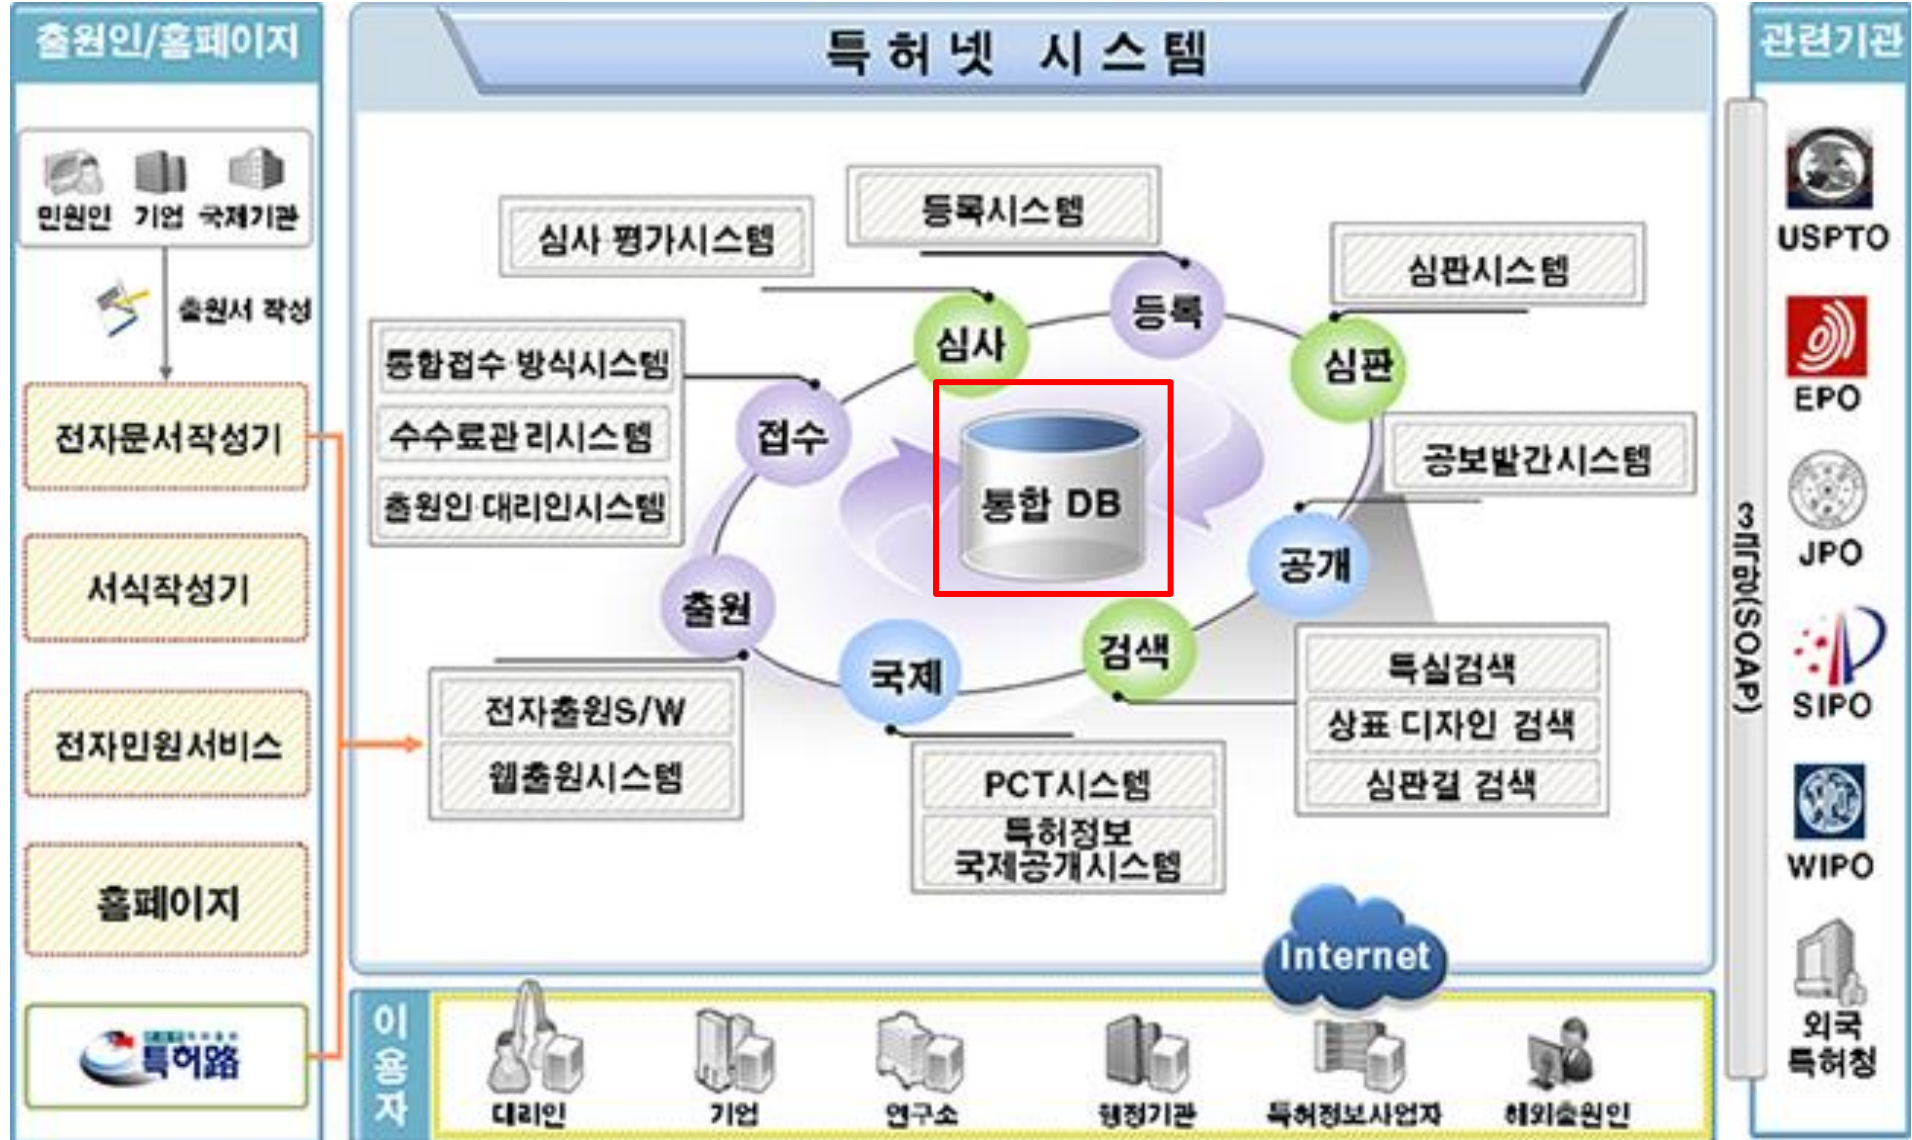 출원인/홈페이지
민원인 기업 국제기관
출원서 작성
전자문서작성기
서식작성기
전자민원서비스
홈페이지
특허路
특허넷 시스템
심사 평가시스템
등록시스템
심판시스템
통합접수 방식시스템
수수료관리시스템
출원인 대리인시스템
공보발간시스템
등록
심사
심판
접수
통합 DB
공개
출원
국제
검색
전자출원S/W
웹출원시스템
PCT시스템
특허정보
국제공개시스템
특실검색
상표 디자인 검색
심판결 검색
Internet
이용자
대리인
기업
연구소
행정기관
특허정보사업자
해외출원인
관련기관
3극망(SOAP)
USPTO
EPO
JPO
SIPO
WIPO
외국
특허청